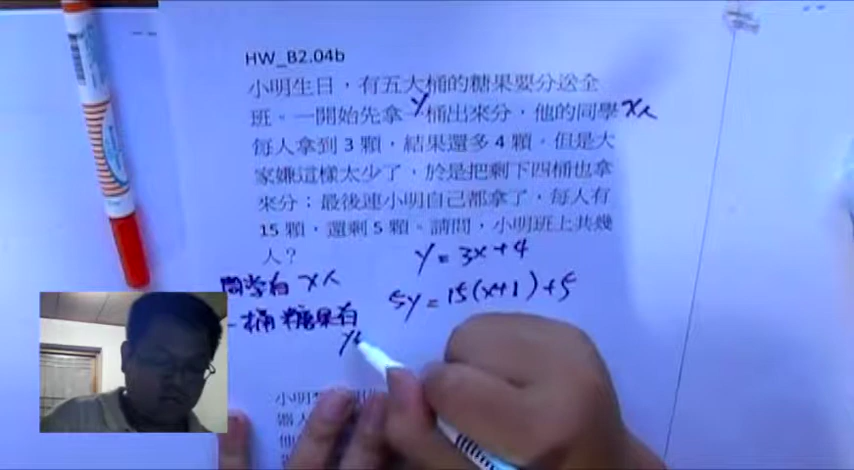 HW_B2.04b
小明生日，有五大桶的糖果要分送全
班。一開始先拿一桶出來分，他的同學
y
x人
每人拿到 3 顆，結果還多 4 顆。但是大
家嫌這樣太少了，於是把剩下四桶也拿
來分；最後連小明自己都拿了，每人有
15 顆，還剩 5 顆。請問，小明班上共幾
人？
y = 3x+4
同學有 x人
5y = 15(x+1)+5
一桶糖果有
y
小明